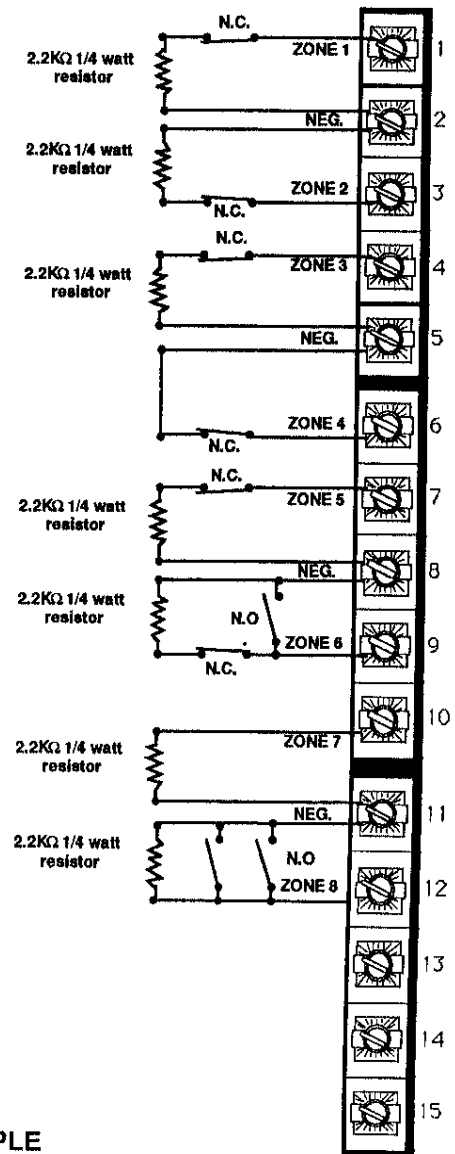 N.C.
ZONE 1
1
2.2KΩ 1/4 watt
resistor
NEG.
2
2.2KΩ 1/4 watt
resistor
ZONE 2
3
N.C.
N.C.
ZONE 3
4
2.2KΩ 1/4 watt
resistor
NEG.
5
ZONE 4
6
N.C.
N.C.
ZONE 5
7
2.2KΩ 1/4 watt
resistor
NEG.
8
2.2KΩ 1/4 watt
resistor
N.O
ZONE 6
9
N.C.
10
ZONE 7
2.2KΩ 1/4 watt
resistor
NEG.
11
2.2KΩ 1/4 watt
resistor
N.O
ZONE 8
12
13
14
15
PLE